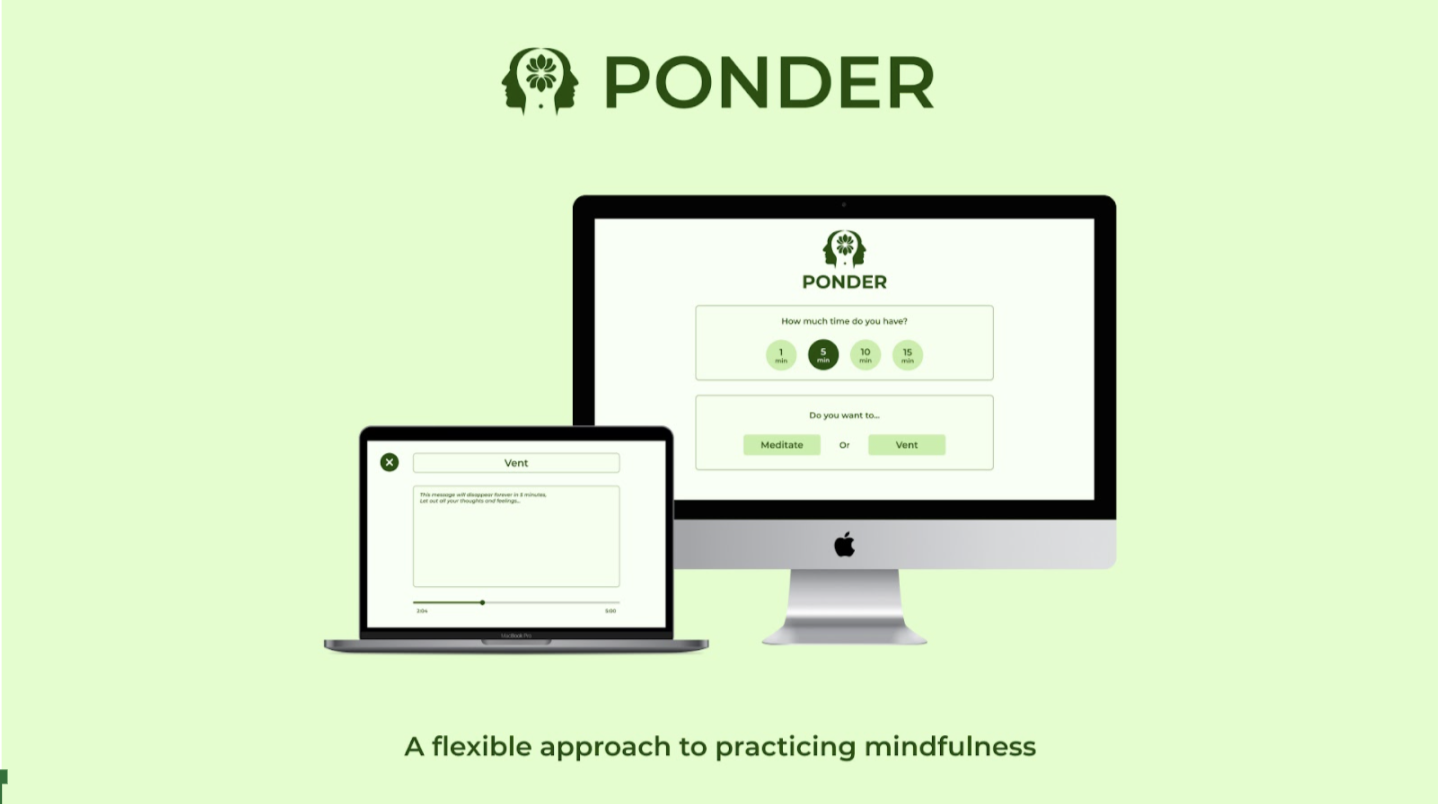 PONDER
PONDER
How much time do you have?
1 min
5 min
10 min
15 min
Do you want to...
Meditate Or Vent
Vent
This message will disappear forever in 5 minutes,
Let out all your thoughts and feelings...
5:00
MacBook Pro
A flexible approach to practicing mindfulness